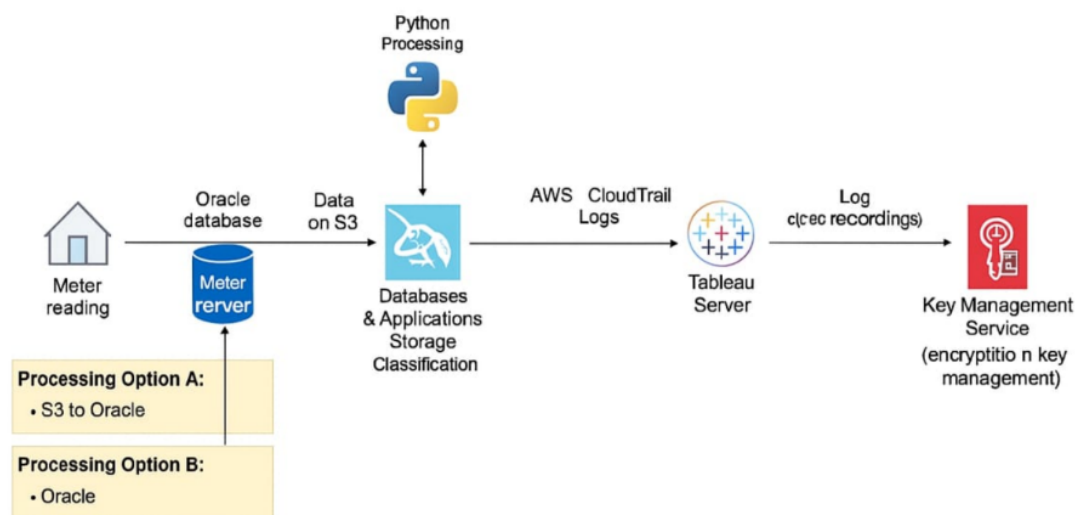 Python
Processing
Oracle
database
Data
on S3
AWS CloudTrail
Logs
Log
c(cec recordings)
Meter
reading
Meter
rerver
Databases
& Applications
Storage
Classification
Tableau
Server
Key Management
Service
(encryptitio n key
management)
Processing Option A:
• S3 to Oracle
Processing Option B:
• Oracle